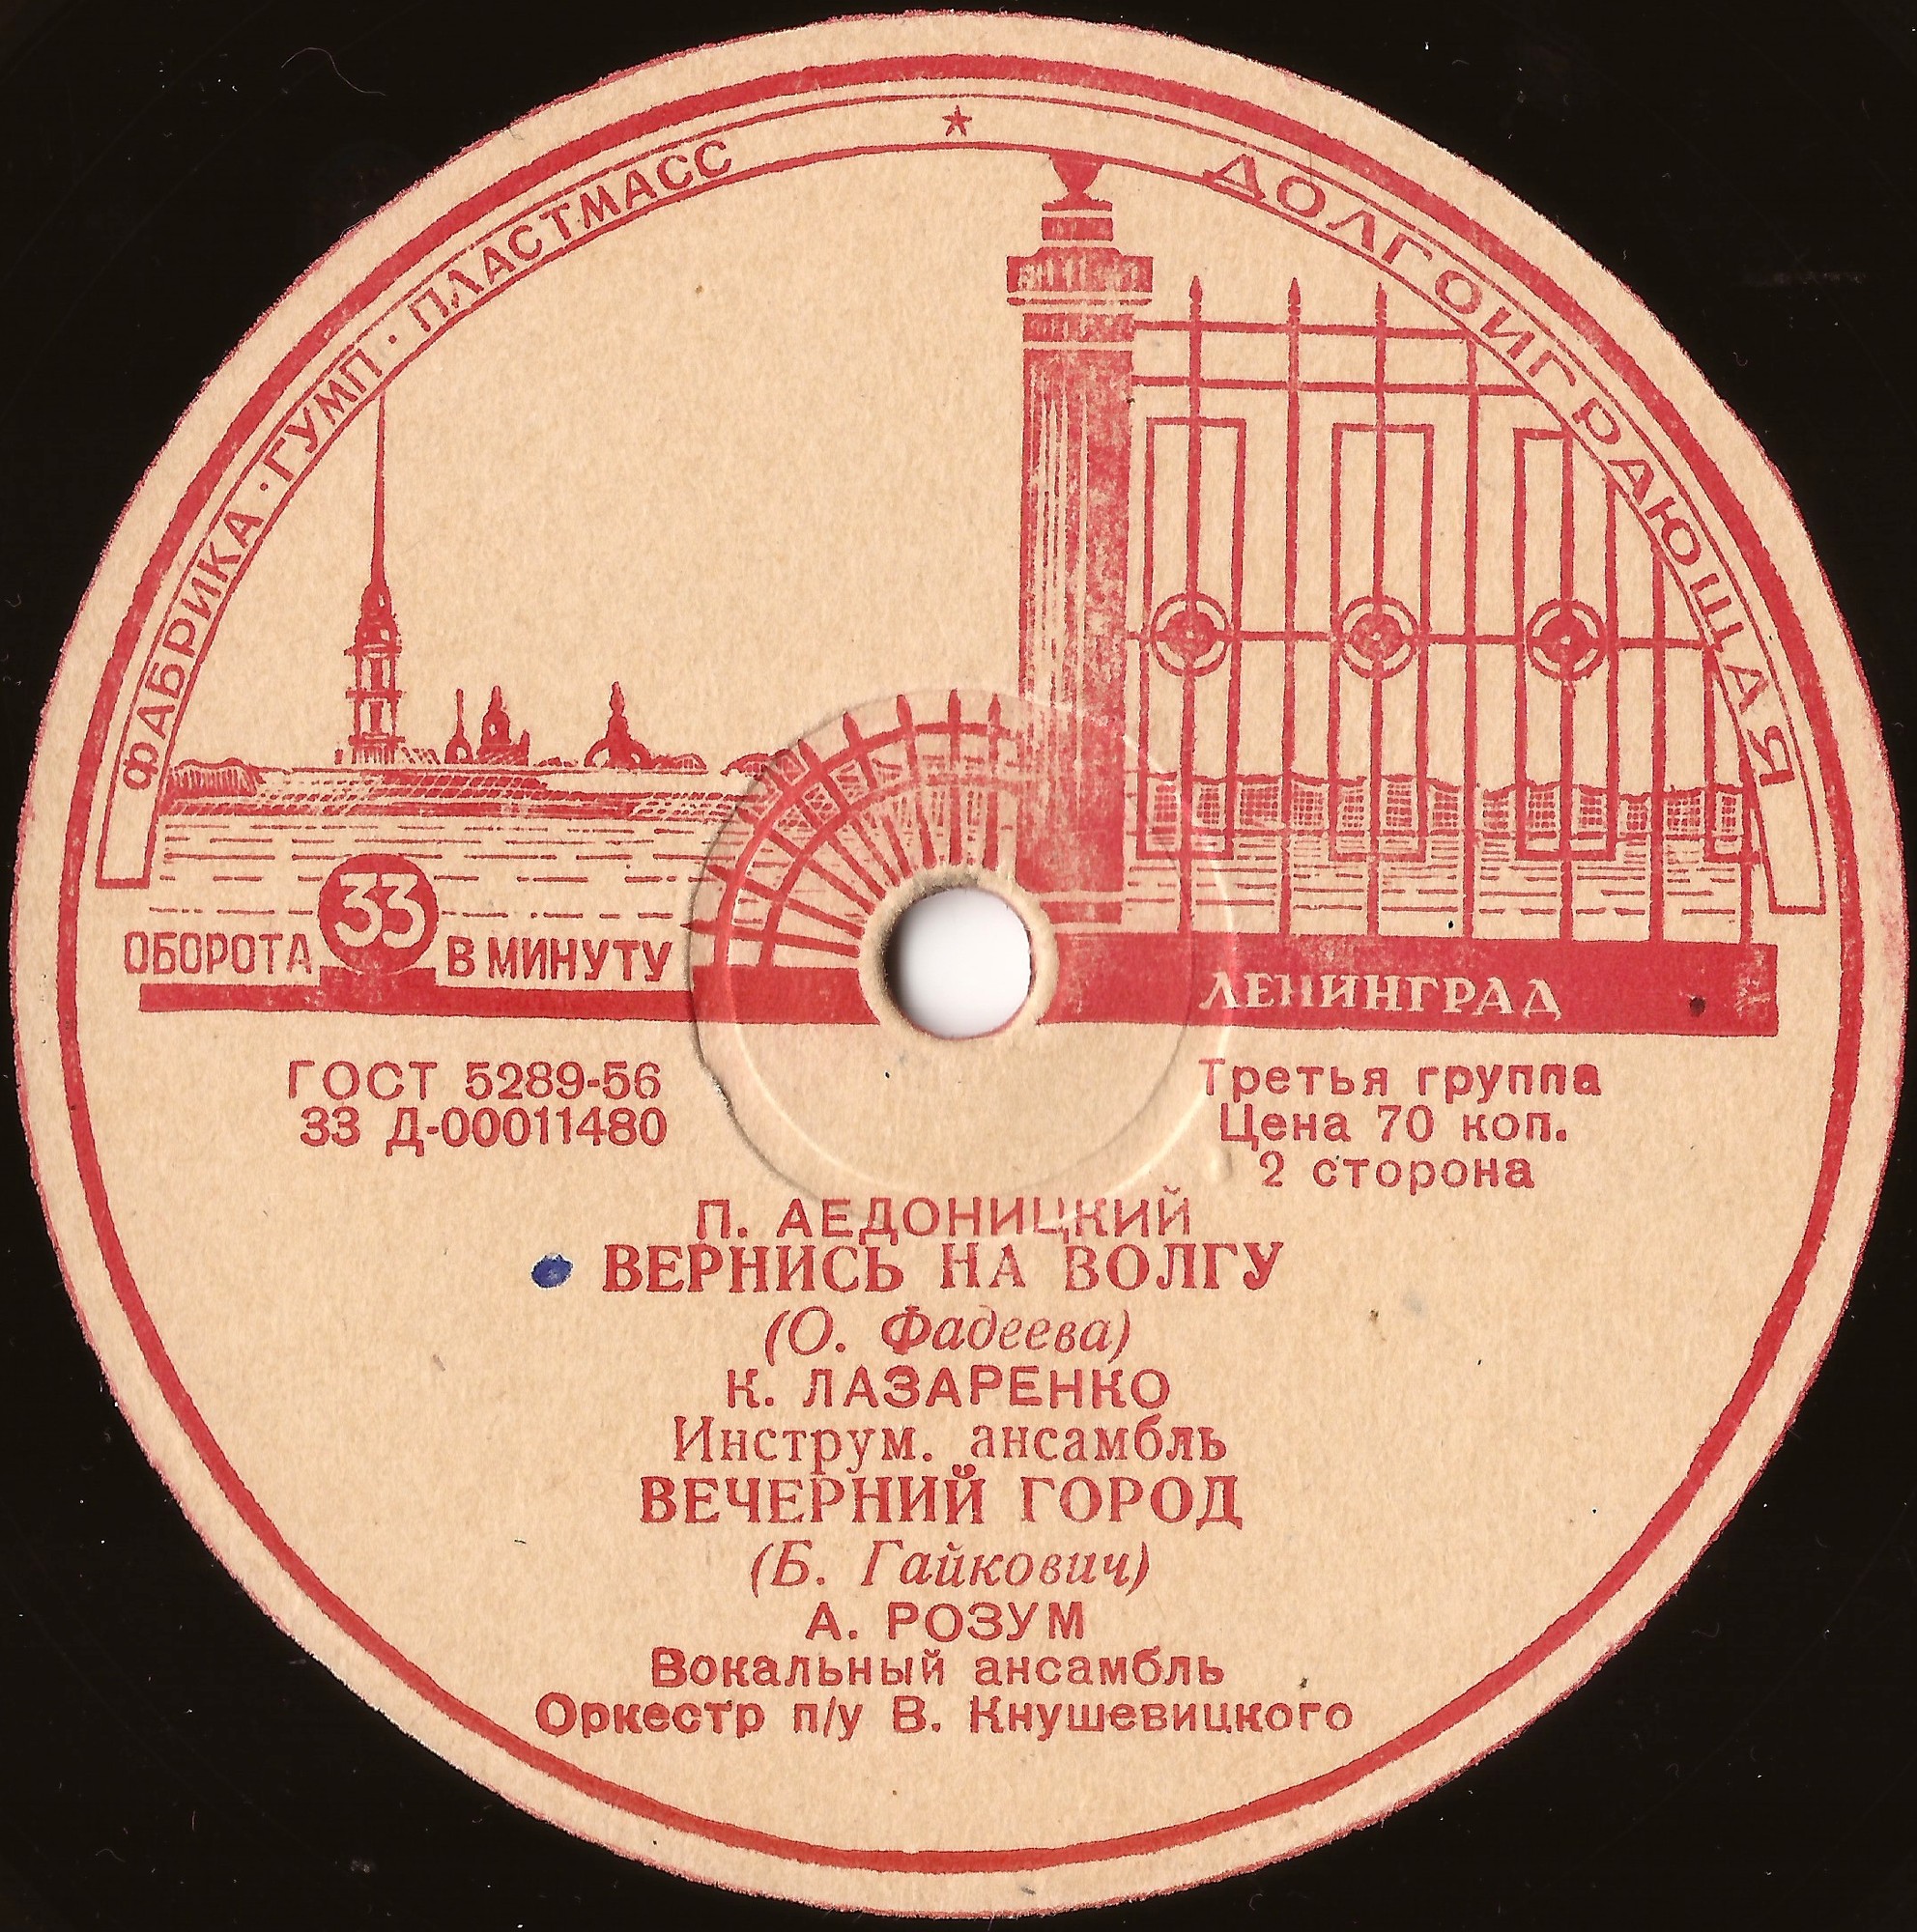 ФАБРИКА · ГУМП · ПЛАСТМАСС
ДОЛГОИГРАЮЩАЯ
33
ОБОРОТА В МИНУТУ
ЛЕНИНГРАД
ГОСТ 5289-56
33 Д-00011480
Третья группа
Цена 70 коп.
2 сторона
П. АЕДОНИЦКИЙ
ВЕРНИСЬ НА ВОЛГУ
(О. Фадеева)
К. ЛАЗАРЕНКО
Инструм. ансамбль
ВЕЧЕРНИЙ ГОРОД
(Б. Гайкович)
А. РОЗУМ
Вокальный ансамбль
Оркестр п/у В. Кнушевицкого